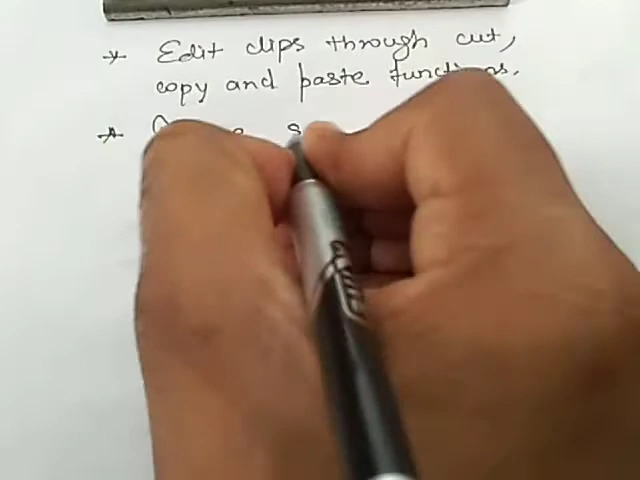 * Edit clips through cut,
copy and paste functions.
*